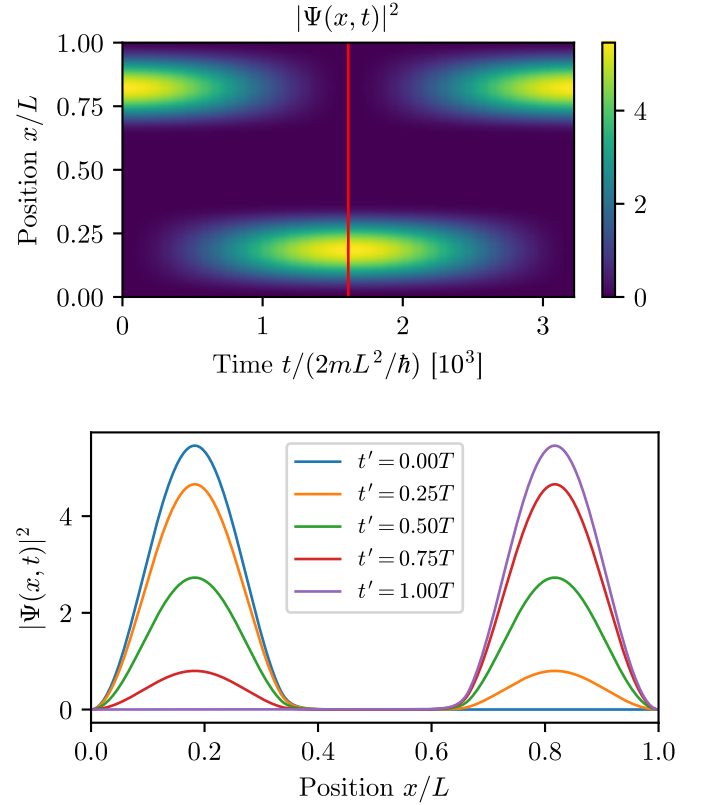 |Ψ(x, t)|²
1.00
0.75
0.50
0.25
0.00
Position x/L
0 1 2 3
Time t/(2mL²/ħ) [10³]
4
2
0
4
2
0
|Ψ(x, t)|²
t′ = 0.00T
t′ = 0.25T
t′ = 0.50T
t′ = 0.75T
t′ = 1.00T
0.0 0.2 0.4 0.6 0.8 1.0
Position x/L